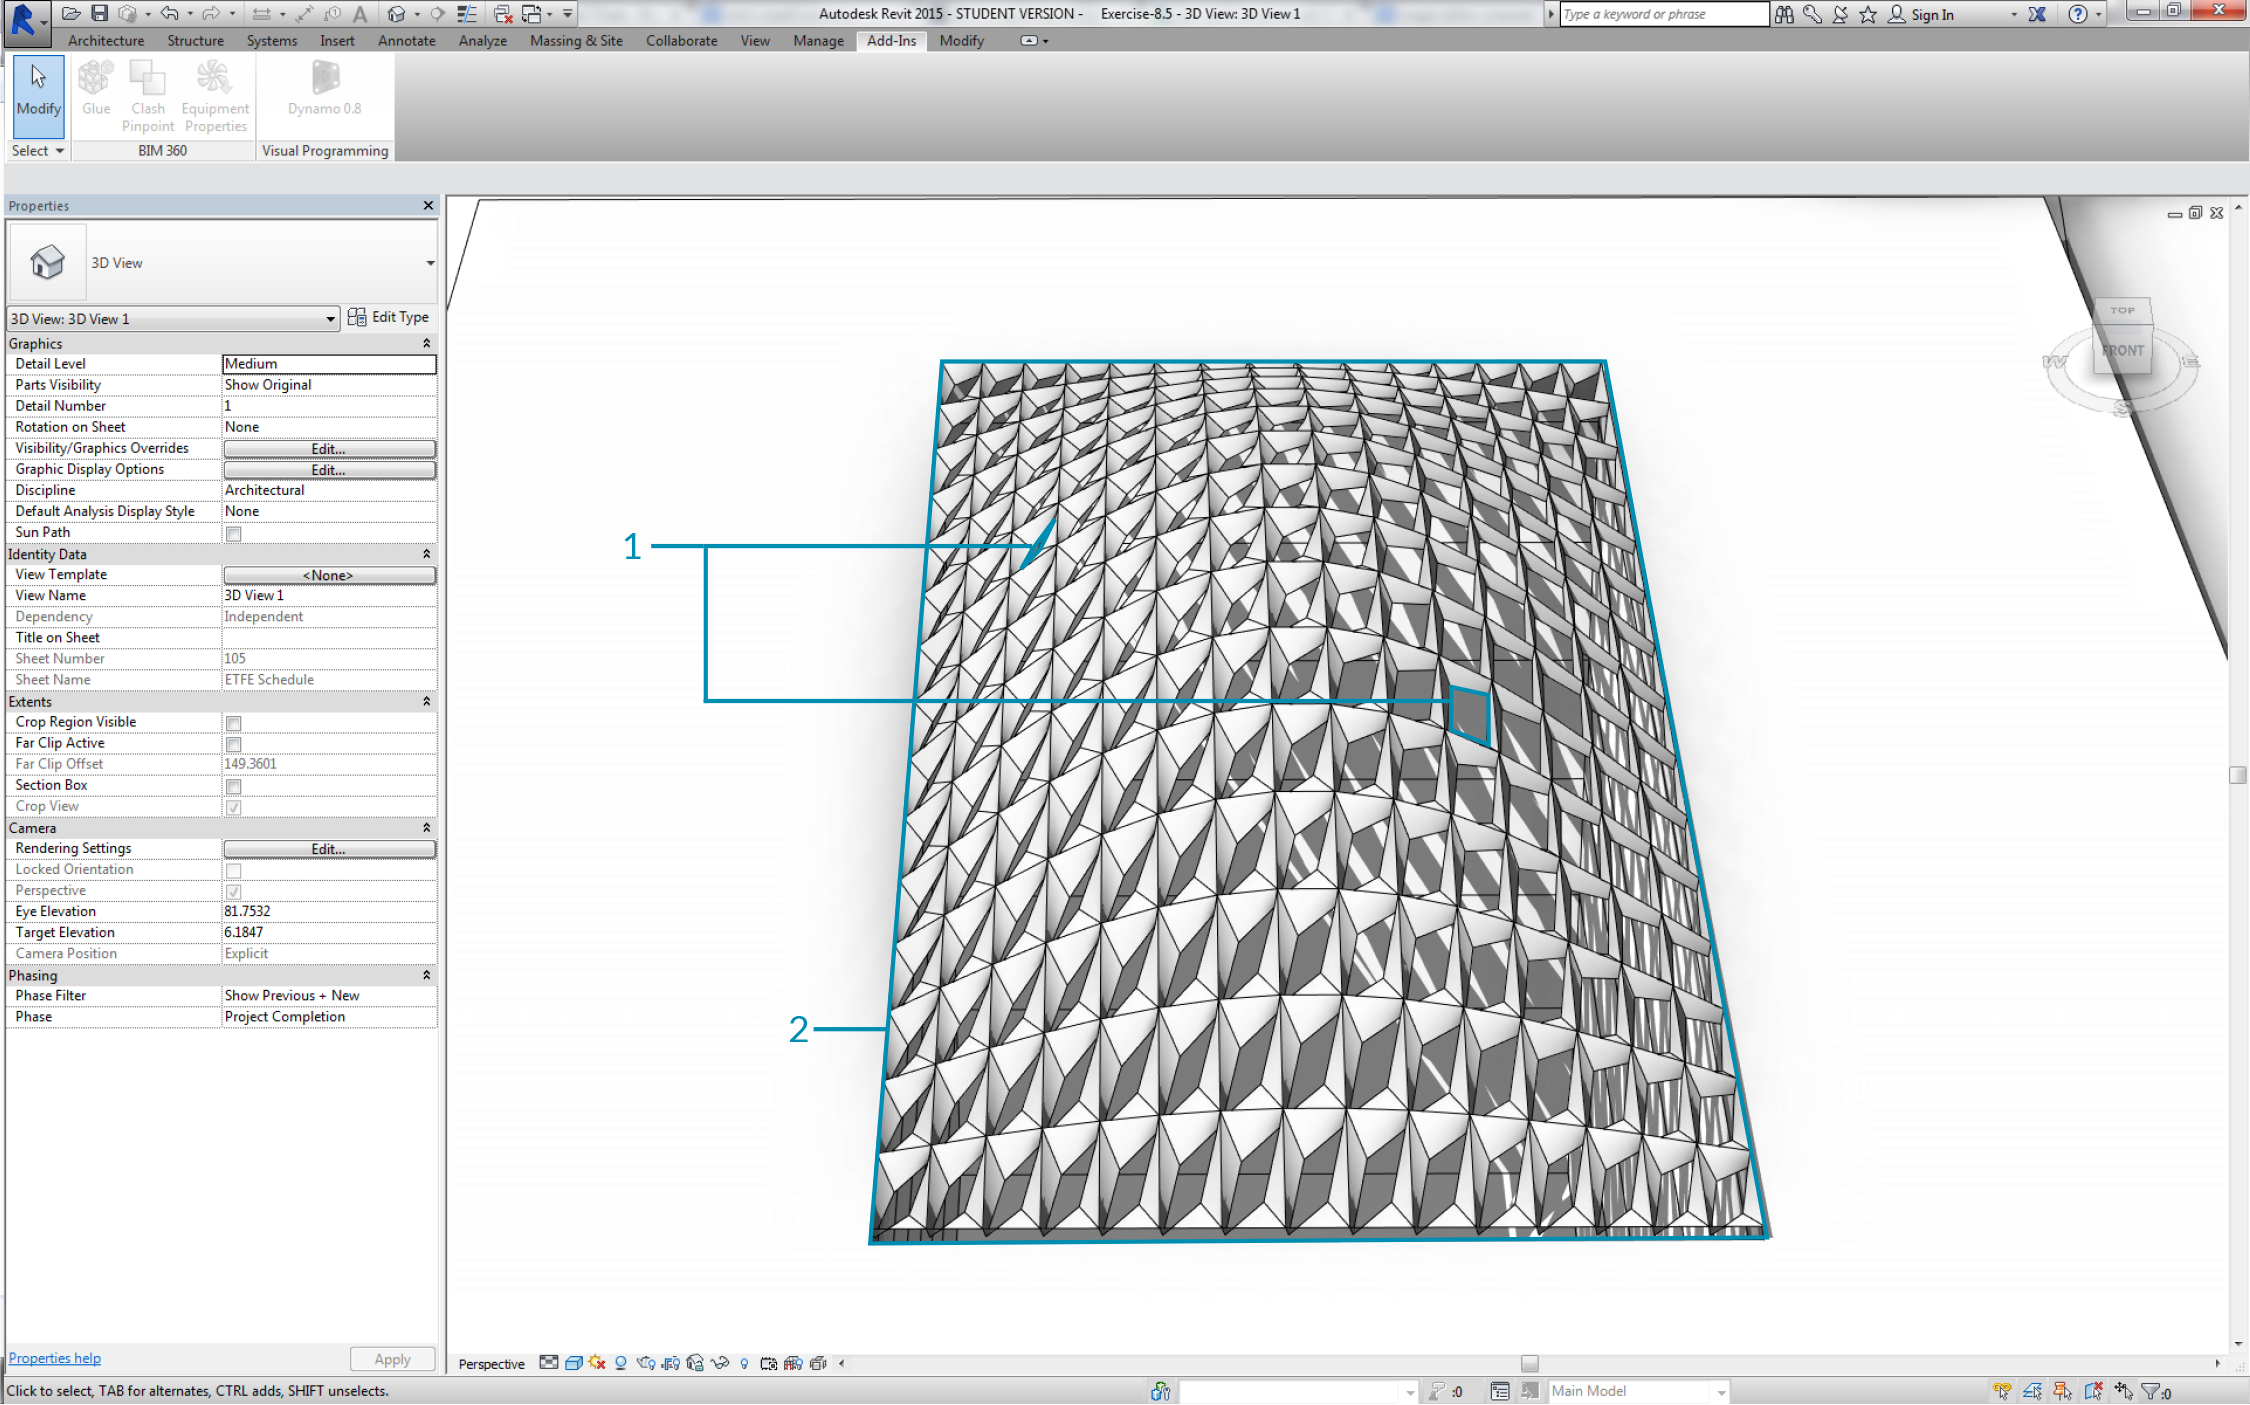 Autodesk Revit 2015 - STUDENT VERSION - Exercise-8.5 - 3D View: 3D View 1
Type a keyword or phrase
Sign In
Architecture Structure Systems Insert Annotate Analyze Massing & Site Collaborate View Manage Add-Ins Modify
Modify Glue Clash Pinpoint Equipment Properties Dynamo 0.8
Select BIM 360 Visual Programming
Properties
3D View
3D View: 3D View 1 Edit Type
Graphics
Detail Level Medium
Parts Visibility Show Original
Detail Number 1
Rotation on Sheet None
Visibility/Graphics Overrides Edit...
Graphic Display Options Edit...
Discipline Architectural
Default Analysis Display Style None
Sun Path
Identity Data
View Template <None>
View Name 3D View 1
Dependency Independent
Title on Sheet
Sheet Number 105
Sheet Name ETFE Schedule
Extents
Crop Region Visible
Far Clip Active
Far Clip Offset 149.3601
Section Box
Crop View
Camera
Rendering Settings Edit...
Locked Orientation
Perspective
Eye Elevation 81.7532
Target Elevation 6.1847
Camera Position Explicit
Phasing
Phase Filter Show Previous + New
Phase Project Completion
Properties help Apply
TOP
FRONT
W E
S
1
2
Perspective
Click to select, TAB for alternates, CTRL adds, SHIFT unselects.
:0 Main Model :0